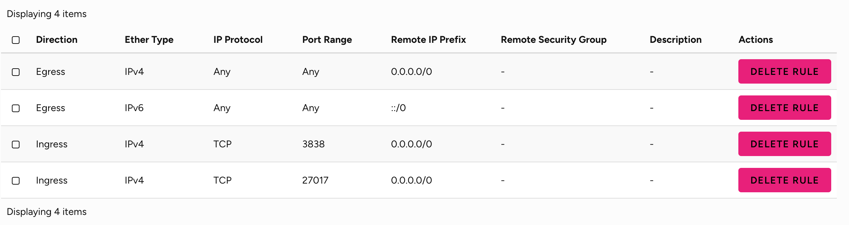 Displaying 4 items
Direction Ether Type IP Protocol Port Range Remote IP Prefix Remote Security Group Description Actions
Egress IPv4 Any Any 0.0.0.0/0 - - DELETE RULE
Egress IPv6 Any Any ::/0 - - DELETE RULE
Ingress IPv4 TCP 3838 0.0.0.0/0 - - DELETE RULE
Ingress IPv4 TCP 27017 0.0.0.0/0 - - DELETE RULE
Displaying 4 items